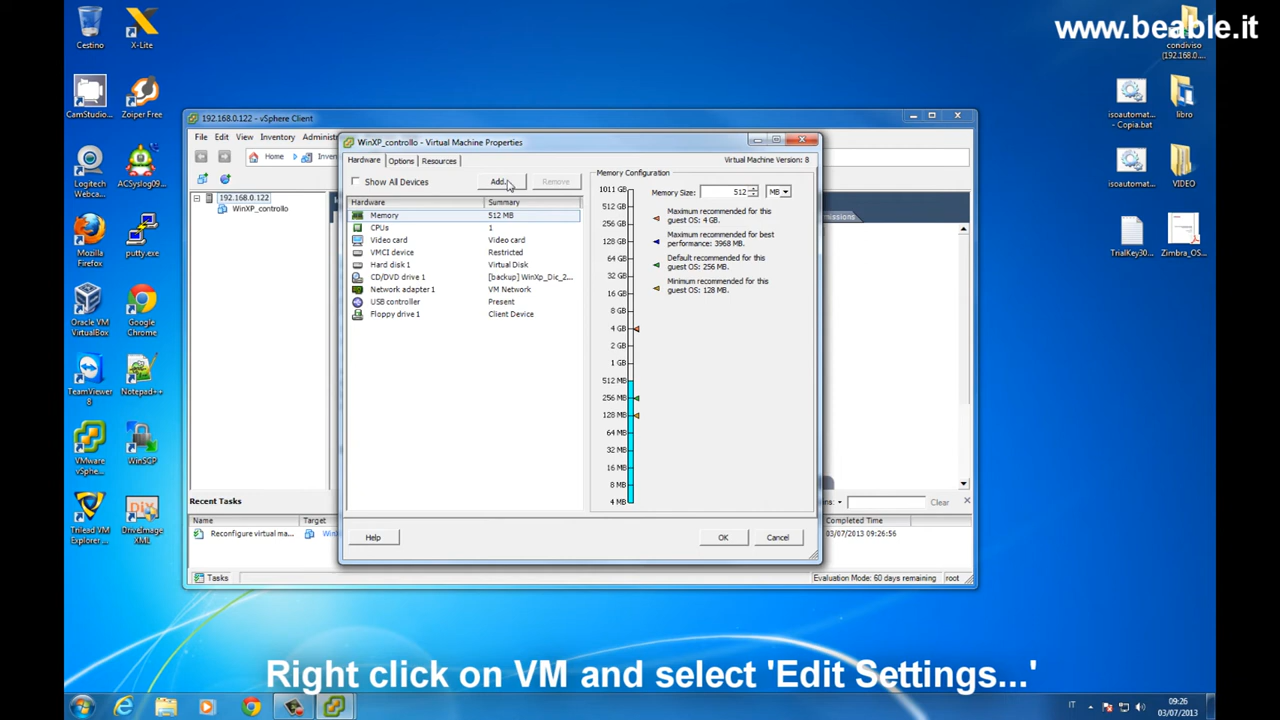 www.beable.it
Cestino
X-Lite
CamStudio...
Zoiper Free
Logitech
Webca...
ACSyslog09...
Mozilla
Firefox
putty.exe
Oracle VM
VirtualBox
Google
Chrome
TeamViewer
8
Notepad++
VMware
vSphe...
WinSCP
Trilead VM
Explorer ...
DriveImage
XML
condiviso
(192.168.0....
isoautomat...
- Copia.bat
libro
isoautomat...
VIDEO
TrialKey30...
Zimbra_OS...
192.168.0.122 - vSphere Client
File Edit View Inventory Administ
Home
Inven
192.168.0.122
WinXP_controllo
missions
WinXP_controllo - Virtual Machine Properties
Hardware Options Resources
Virtual Machine Version: 8
Show All Devices
Add...
Remove
Hardware Summary
Memory 512 MB
CPUs 1
Video card Video card
VMCI device Restricted
Hard disk 1 Virtual Disk
CD/DVD drive 1 [backup] WinXp_Dic_2...
Network adapter 1 VM Network
USB controller Present
Floppy drive 1 Client Device
Memory Configuration
1011 GB
512 GB
256 GB
128 GB
64 GB
32 GB
16 GB
8 GB
4 GB
2 GB
1 GB
512 MB
256 MB
128 MB
64 MB
32 MB
16 MB
8 MB
4 MB
Memory Size: 512 MB
Maximum recommended for this
guest OS: 4 GB.
Maximum recommended for best
performance: 3968 MB.
Default recommended for this
guest OS: 256 MB.
Minimum recommended for this
guest OS: 128 MB.
Help
OK
Cancel
Recent Tasks
Clear
Name Target
Completed Time
Reconfigure virtual ma...
WinX
03/07/2013 09:26:56
Tasks
Evaluation Mode: 60 days remaining root
Right click on VM and select 'Edit Settings...'
IT
09:26
03/07/2013